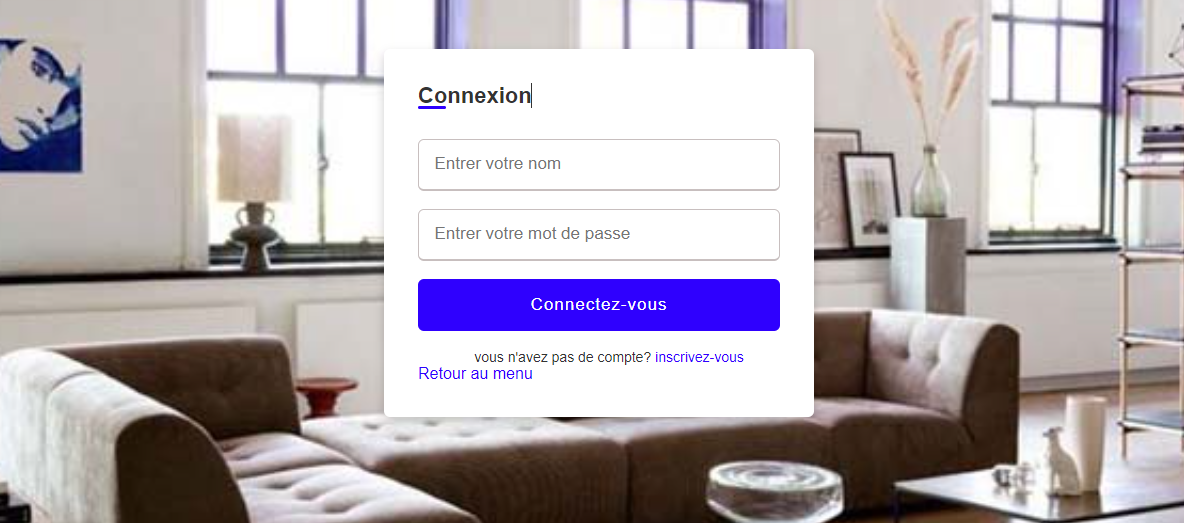 Connexion
Entrer votre nom
Entrer votre mot de passe
Connectez-vous
vous n'avez pas de compte? inscrivez-vous
Retour au menu